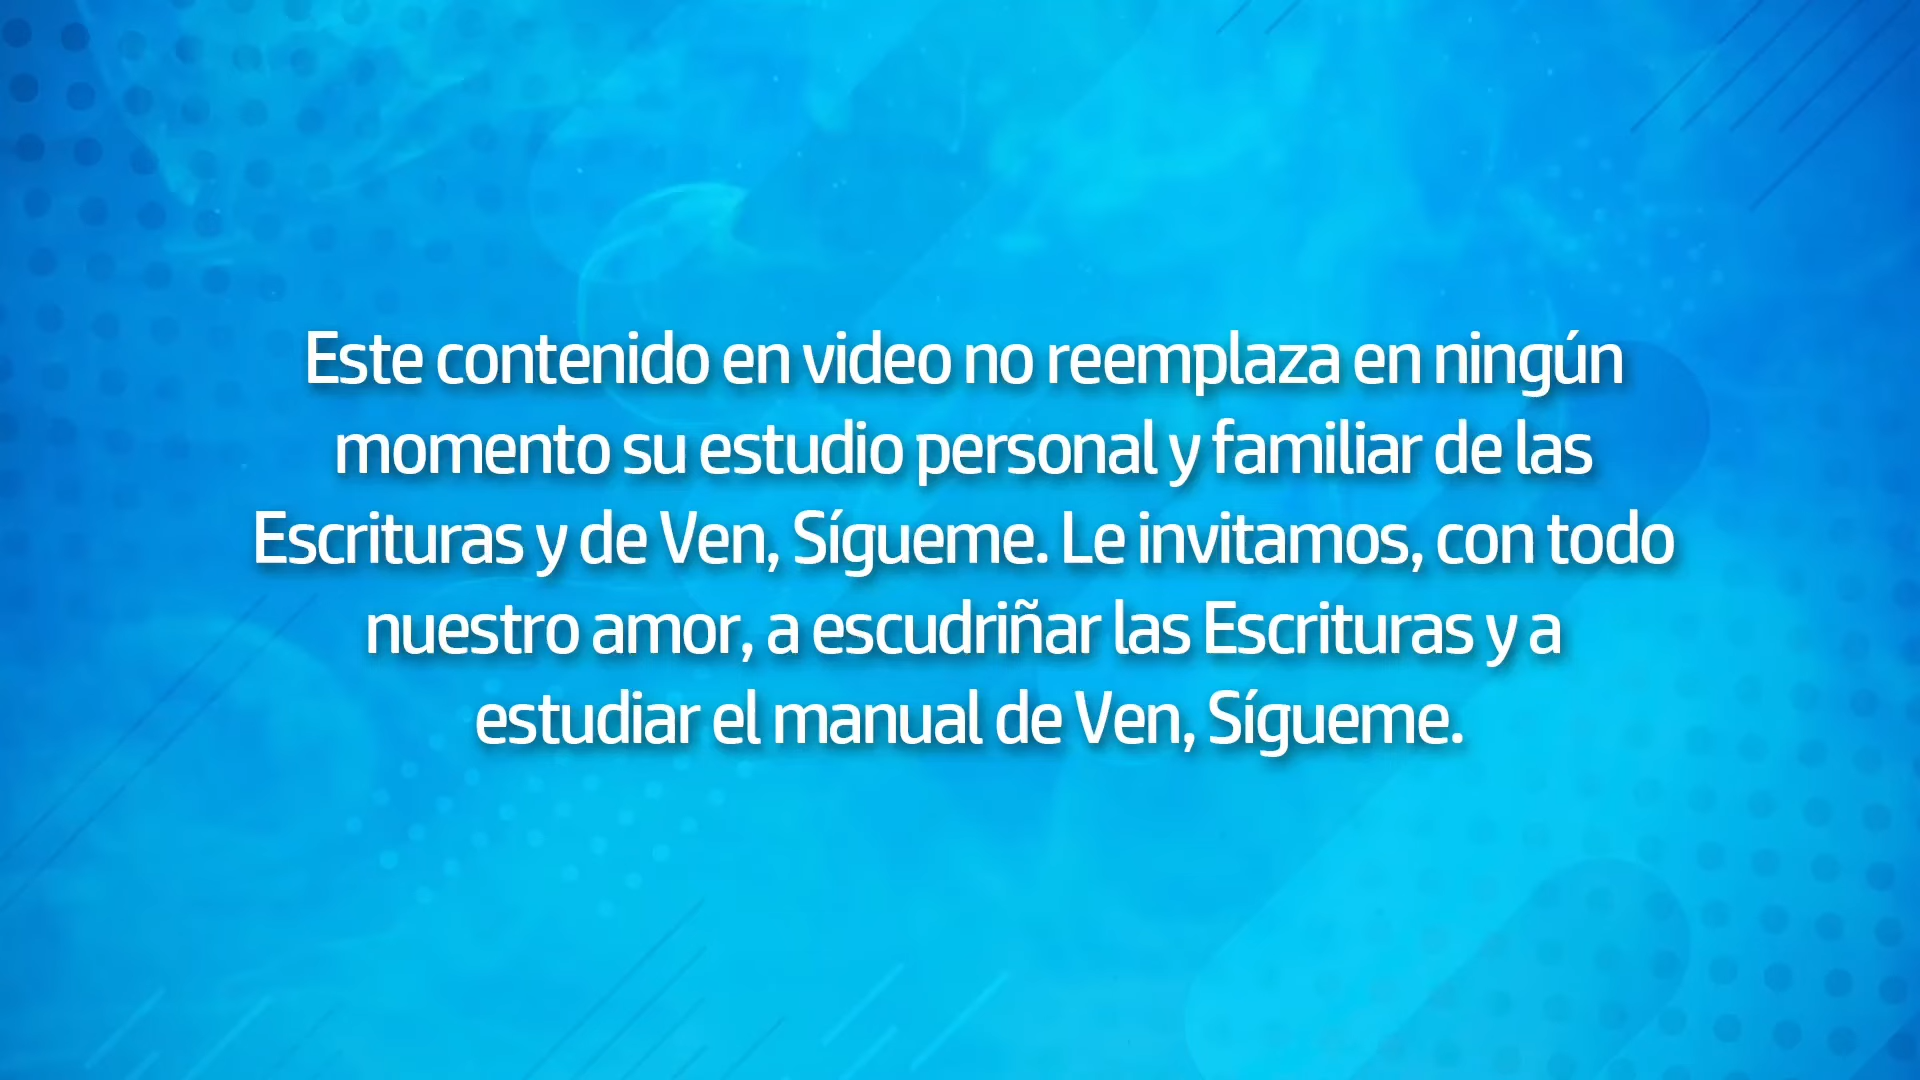 Este contenido en video no reemplaza en ningún
momento su estudio personal y familiar de las
Escrituras y de Ven, Sígueme. Le invitamos, con todo
nuestro amor, a escudriñar las Escrituras y a
estudiar el manual de Ven, Sígueme.